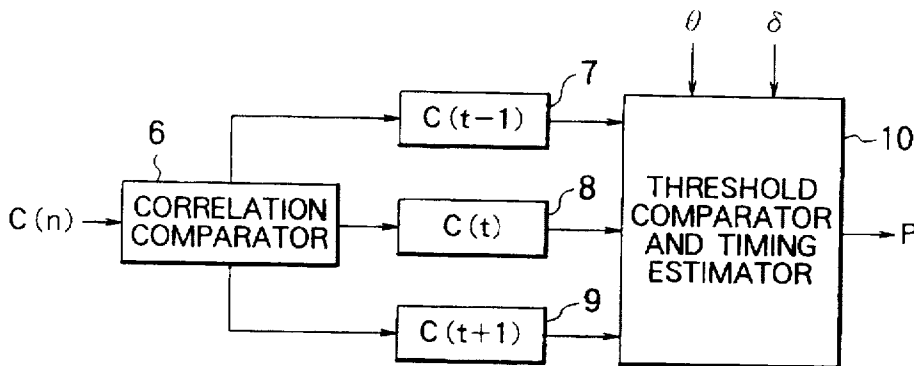 θ δ
7
C(t-1)
6
10
CORRELATION
COMPARATOR
C(n)
8
C(t)
THRESHOLD
COMPARATOR
AND TIMING
ESTIMATOR
P
9
C(t+1)